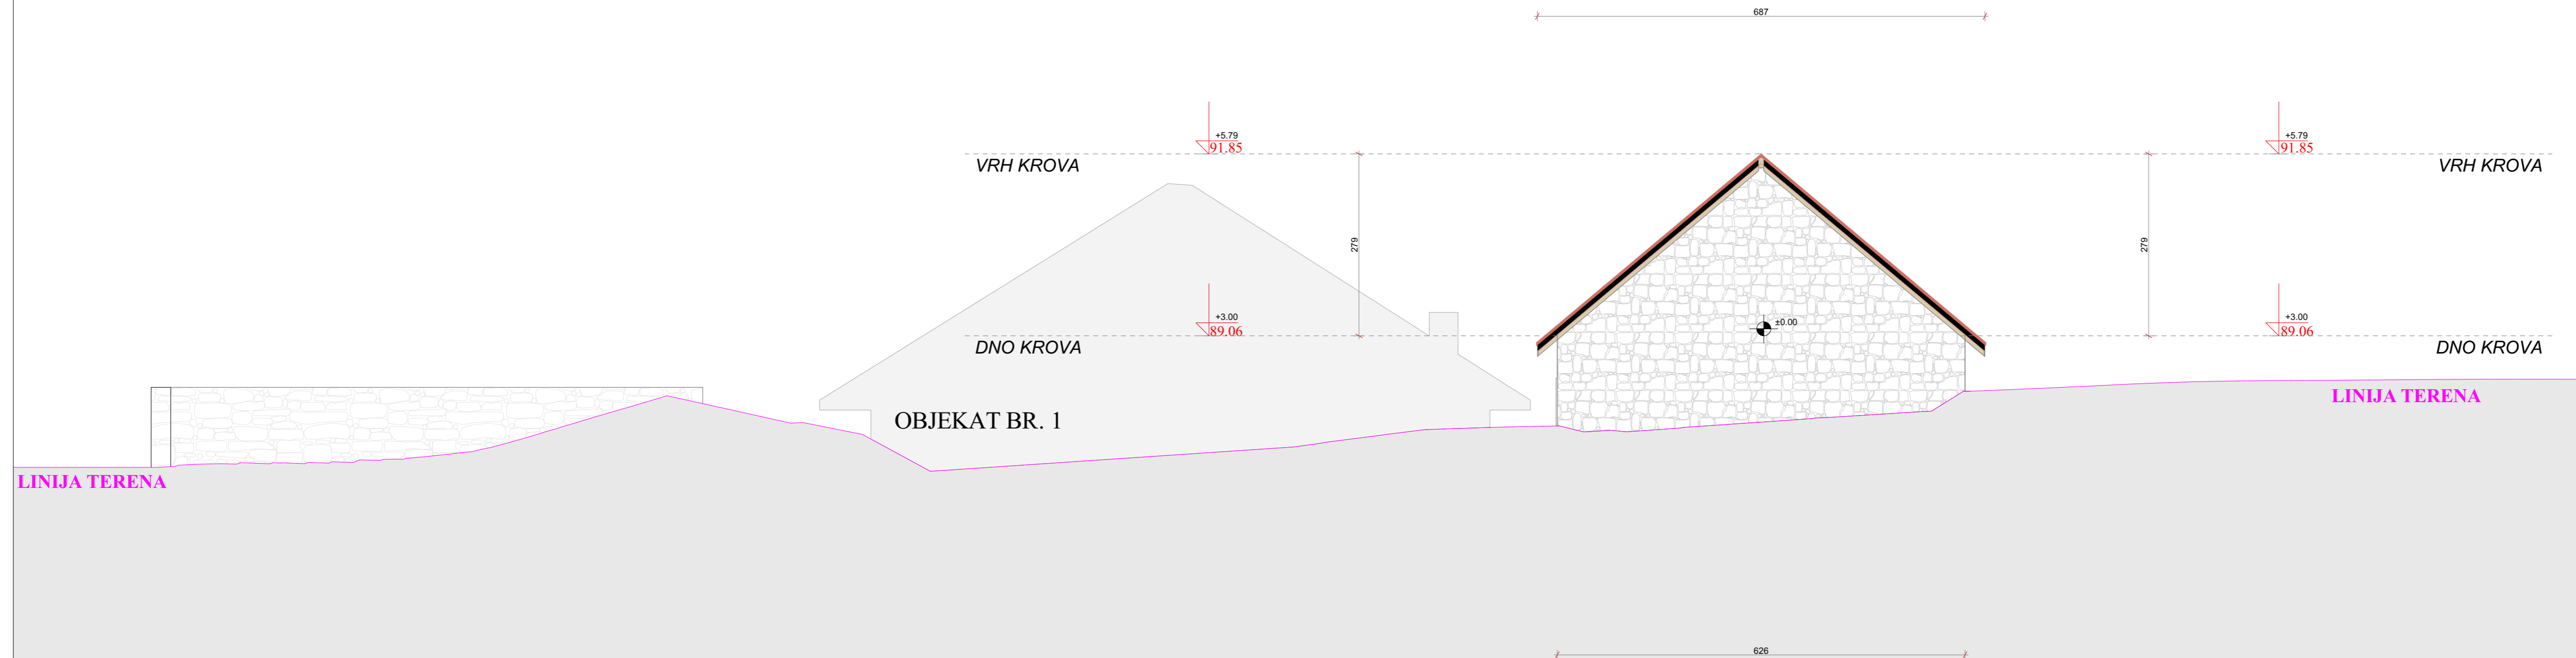 687
+5.79
91.85
+5.79
91.85
VRH KROVA
VRH KROVA
279
279
+3.00
89.06
±0.00
+3.00
89.06
DNO KROVA
DNO KROVA
OBJEKAT BR. 1
LINIJA TERENA
LINIJA TERENA
626